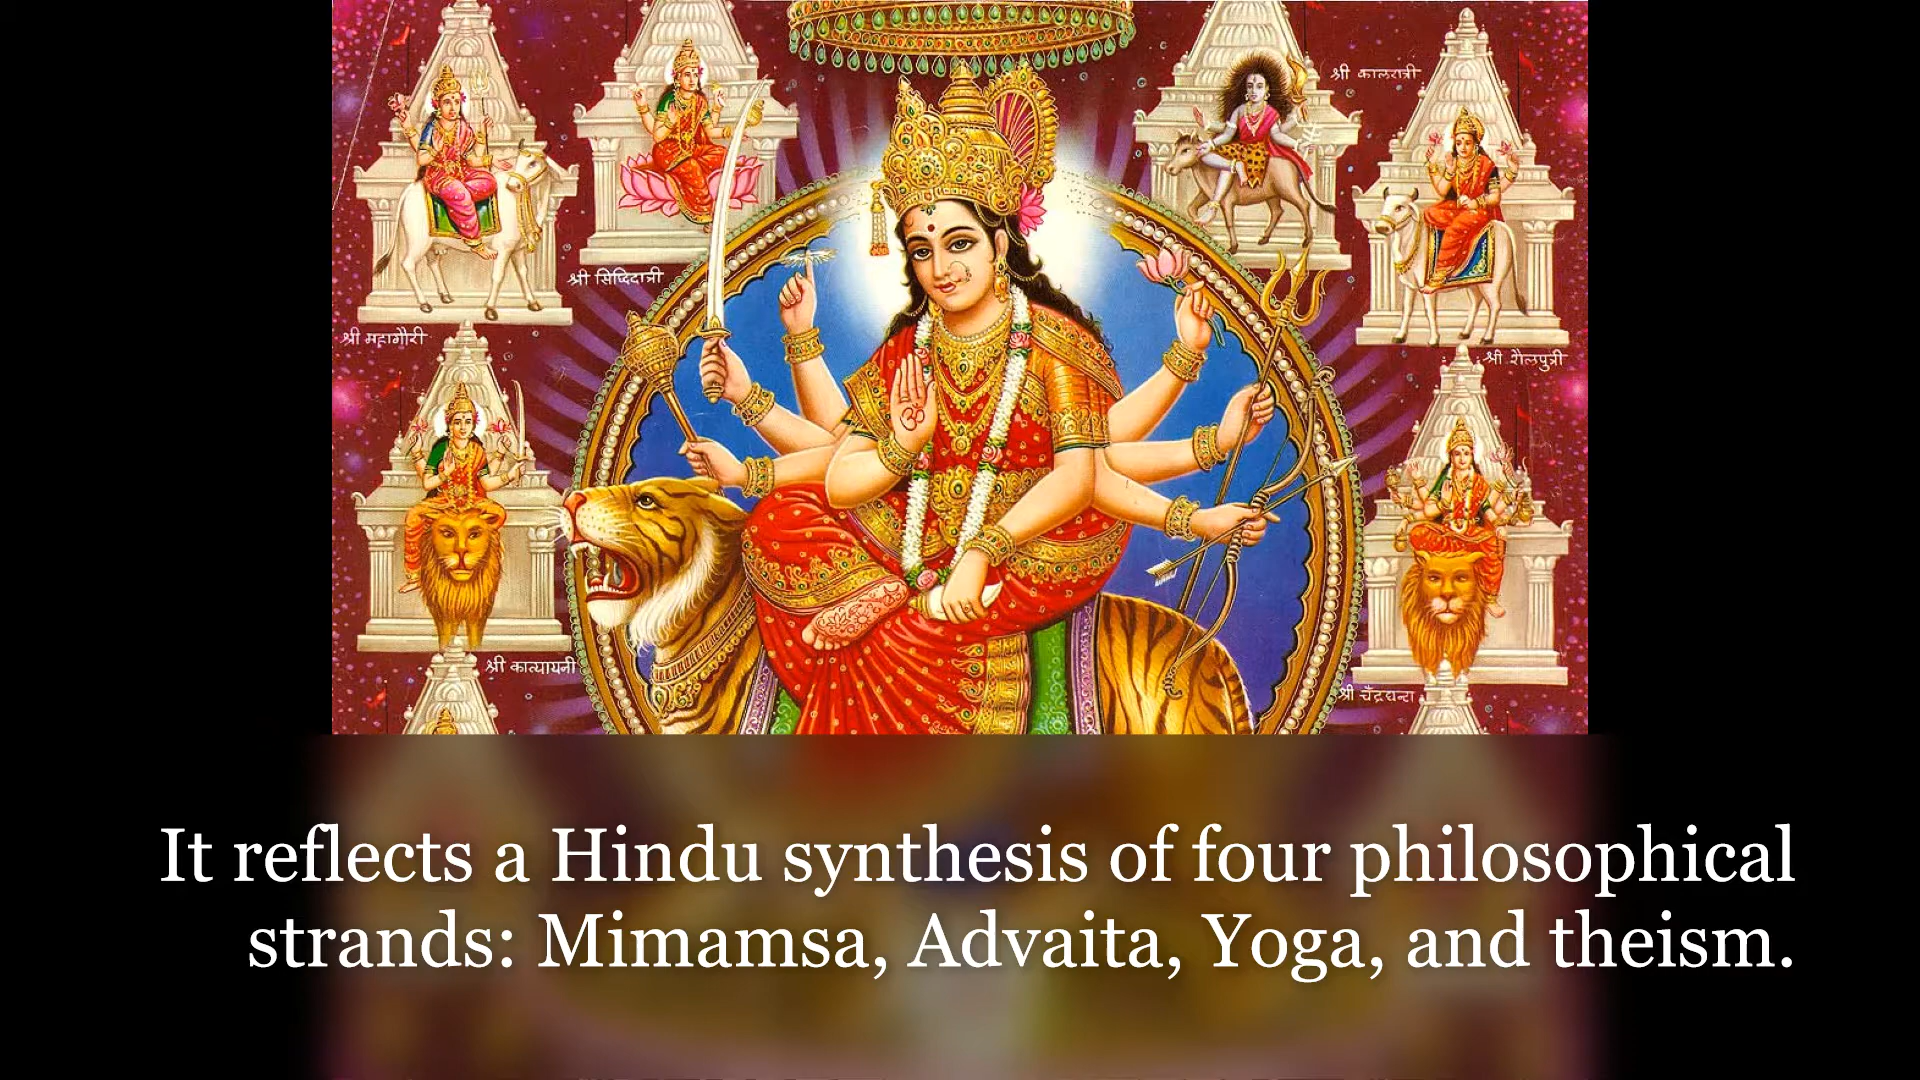 श्री कालरात्री
श्री सिध्दिदात्री
श्री महागौरी
श्री शैलपुत्री
श्री कात्यायनी
श्री चँद्रघन्टा
ॐ
It reflects a Hindu synthesis of four philosophical
strands: Mimamsa, Advaita, Yoga, and theism.